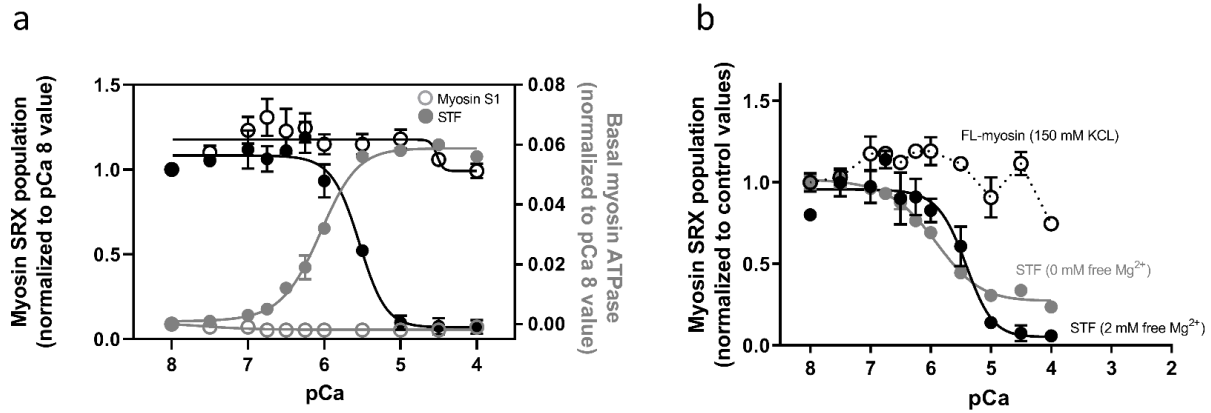 a
Myosin SRX population
(normalized to pCa 8 value)
1.5
1.0
0.5
0.0
8
7
6
5
4
pCa
0.08
0.06
0.04
0.02
0.00
Basal myosin ATPase
(normalized to pCa 8 value)
Myosin S1
STF
b
Myosin SRX population
(normalized to control values)
1.5
1.0
0.5
0.0
8
7
6
5
4
3
2
pCa
FL-myosin (150 mM KCL)
STF (0 mM free Mg²⁺)
STF (2 mM free Mg²⁺)